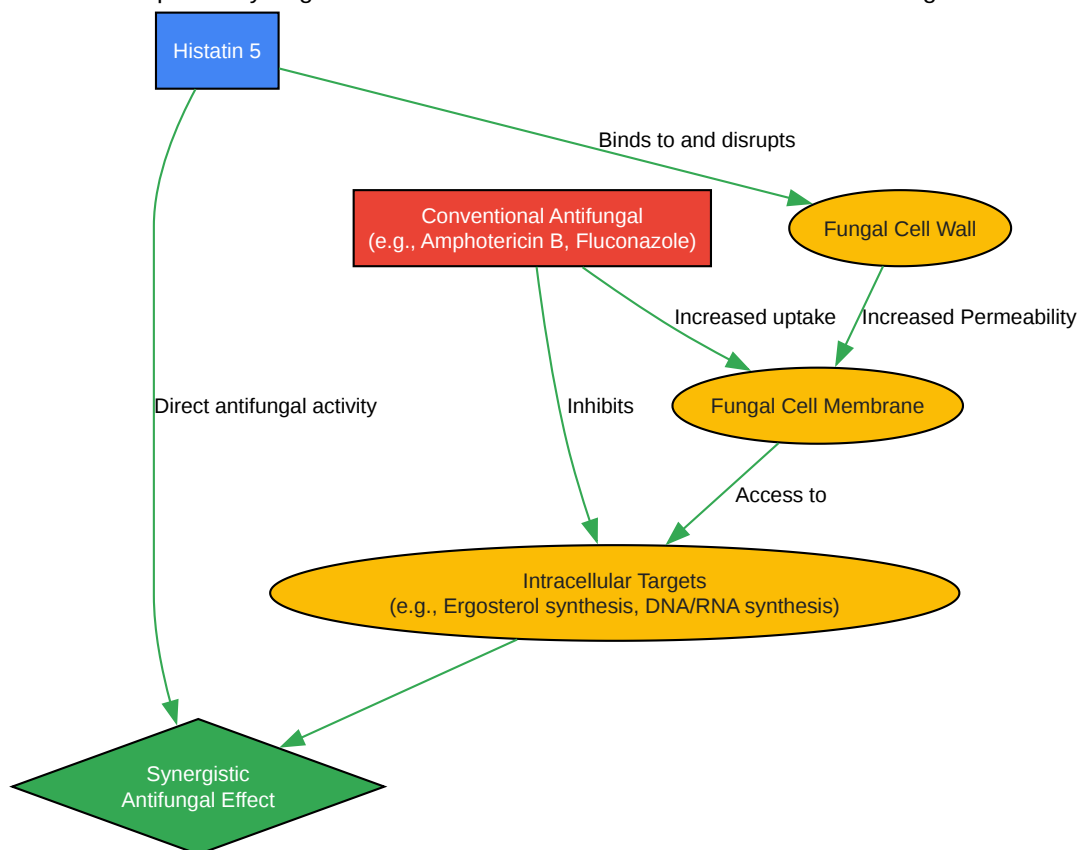 Histatin 5
Binds to and disrupts
Conventional Antifungal
(e.g., Amphotericin B, Fluconazole)
Fungal Cell Wall
Increased uptake
Increased Permeability
Direct antifungal activity
Inhibits
Fungal Cell Membrane
Access to
Intracellular Targets
(e.g., Ergosterol synthesis, DNA/RNA synthesis)
Synergistic
Antifungal Effect